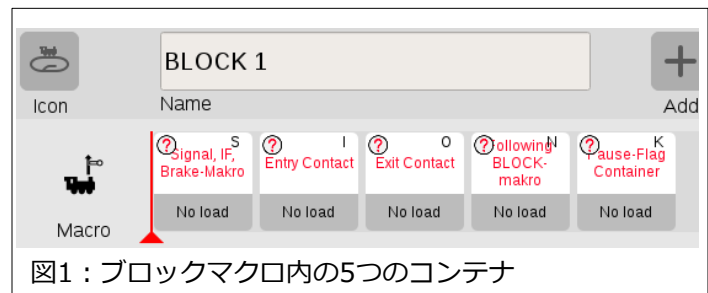 BLOCK 1
Icon
Name
Add
S
Signal, IF,
Brake-Makro
No load
I
Entry Contact
No load
O
Exit Contact
No load
N
Following
BLOCK-
makro
No load
K
Pause-Flag
Container
No load
Macro
図1：ブロックマクロ内の5つのコンテナ